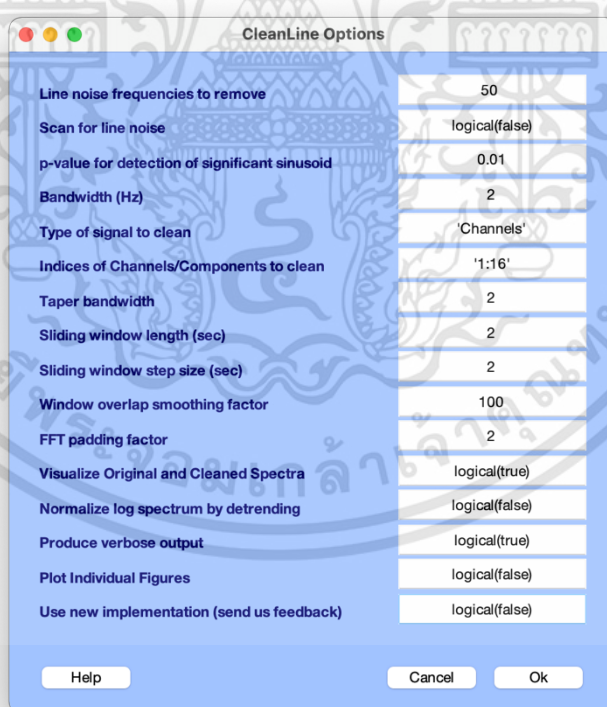 CleanLine Options
Line noise frequencies to remove 50
Scan for line noise logical(false)
p-value for detection of significant sinusoid 0.01
Bandwidth (Hz) 2
Type of signal to clean 'Channels'
Indices of Channels/Components to clean '1:16'
Taper bandwidth 2
Sliding window length (sec) 2
Sliding window step size (sec) 2
Window overlap smoothing factor 100
FFT padding factor 2
Visualize Original and Cleaned Spectra logical(true)
Normalize log spectrum by detrending logical(false)
Produce verbose output logical(true)
Plot Individual Figures logical(false)
Use new implementation (send us feedback) logical(false)
Help Cancel Ok